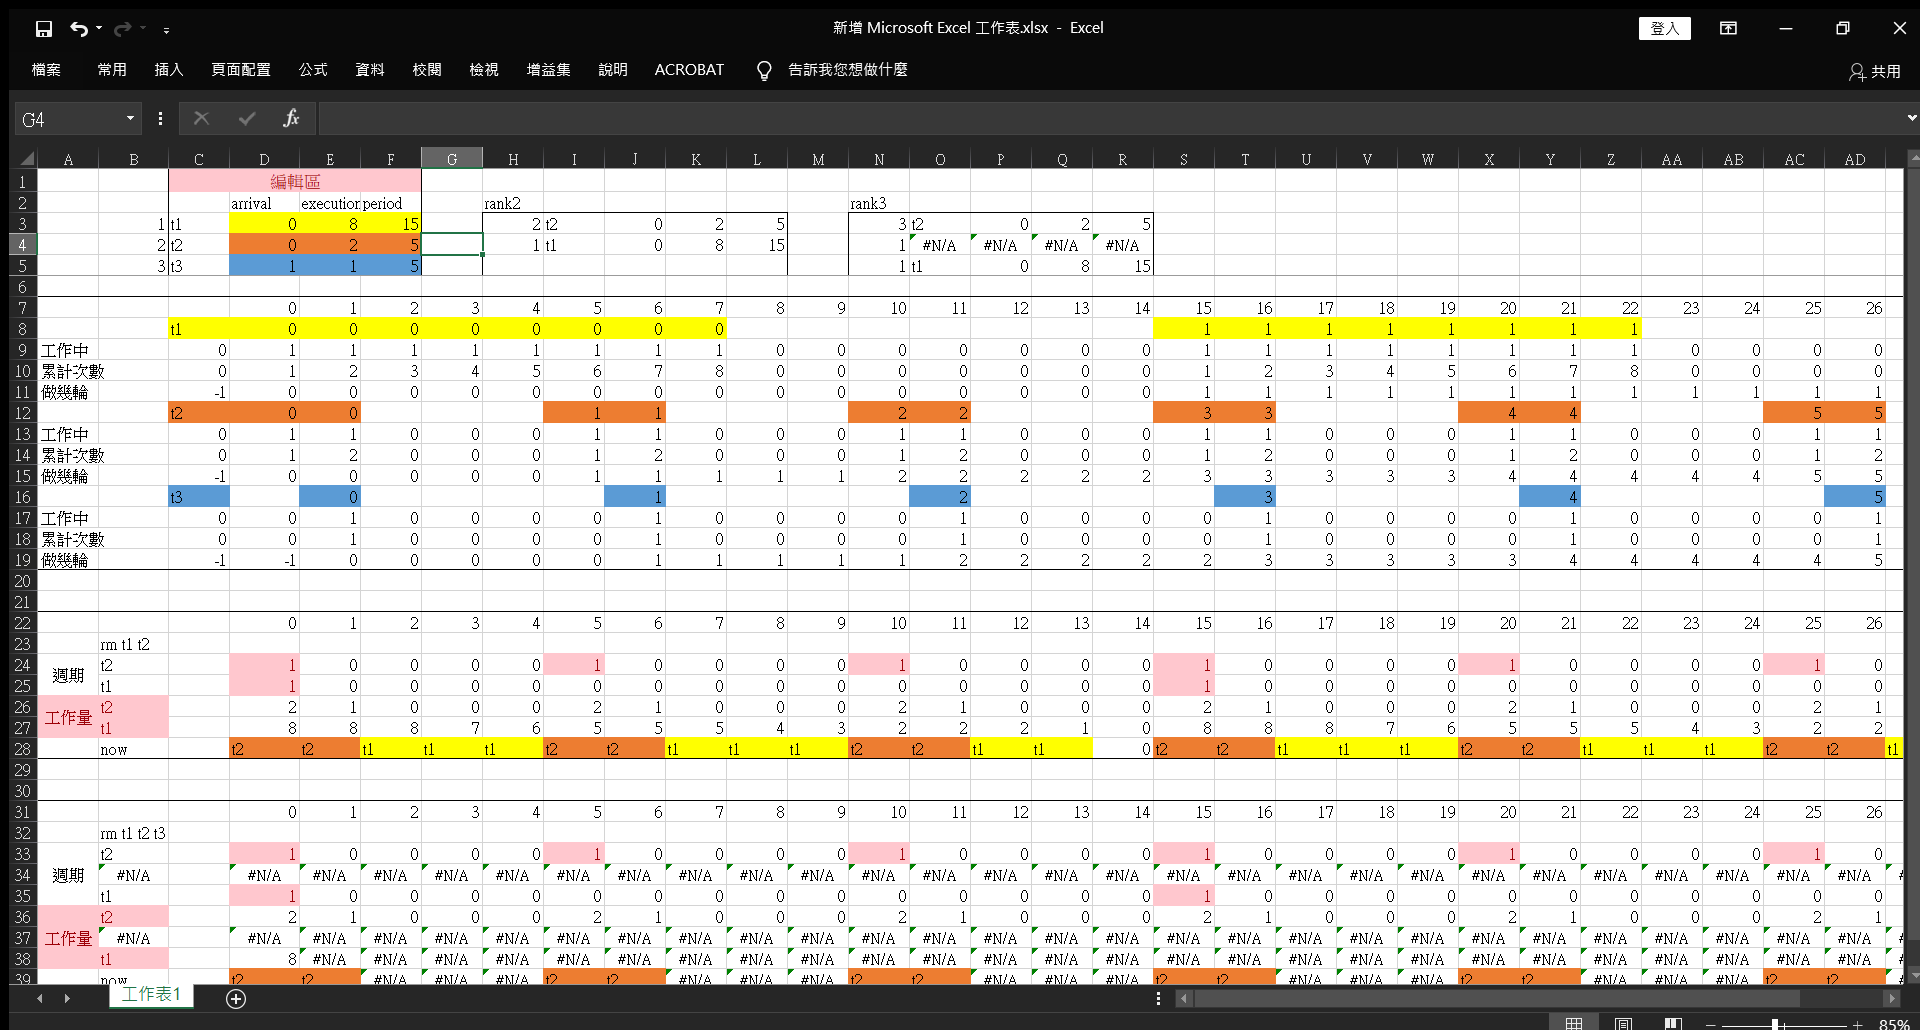 新增 Microsoft Excel 工作表.xlsx - Excel
登入
檔案 常用 插入 頁面配置 公式 資料 校閱 檢視 增益集 說明 ACROBAT 告訴我您想做什麼
共用
G4 fx
A B C D E F G H I J K L M N O P Q R S T U V W X Y Z AA AB AC AD
1 編輯區
2 arrival execution period rank2 rank3
3 1 t1 0 8 15 2 t2 0 2 5 3 t2 0 2 5
4 2 t2 0 2 5 1 t1 0 8 15 1 #N/A #N/A #N/A #N/A
5 3 t3 1 1 5 1 t1 0 8 15
6
7 0 1 2 3 4 5 6 7 8 9 10 11 12 13 14 15 16 17 18 19 20 21 22 23 24 25 26
8 t1 0 0 0 0 0 0 0 0 1 1 1 1 1 1 1 1
9 工作中 0 1 1 1 1 1 1 1 1 0 0 0 0 0 0 0 1 1 1 1 1 1 1 1 0 0 0 0
10 累計次數 0 1 2 3 4 5 6 7 8 0 0 0 0 0 0 0 1 2 3 4 5 6 7 8 0 0 0 0
11 做幾輪 -1 0 0 0 0 0 0 0 0 0 0 0 0 0 0 0 1 1 1 1 1 1 1 1 1 1 1 1
12 t2 0 0 1 1 2 2 3 3 4 4 5 5
13 工作中 0 1 1 0 0 0 1 1 0 0 0 1 1 0 0 0 1 1 0 0 0 1 1 0 0 0 1 1
14 累計次數 0 1 2 0 0 0 1 2 0 0 0 1 2 0 0 0 1 2 0 0 0 1 2 0 0 0 1 2
15 做幾輪 -1 0 0 0 0 0 1 1 1 1 1 2 2 2 2 2 3 3 3 3 3 4 4 4 4 4 5 5
16 t3 0 1 2 3 4 5
17 工作中 0 0 1 0 0 0 0 1 0 0 0 0 1 0 0 0 0 1 0 0 0 0 1 0 0 0 0 1
18 累計次數 0 0 1 0 0 0 0 1 0 0 0 0 1 0 0 0 0 1 0 0 0 0 1 0 0 0 0 1
19 做幾輪 -1 -1 0 0 0 0 0 1 1 1 1 1 2 2 2 2 2 3 3 3 3 3 4 4 4 4 4 5
20
21
22 0 1 2 3 4 5 6 7 8 9 10 11 12 13 14 15 16 17 18 19 20 21 22 23 24 25 26
23 rm t1 t2
24 週期 t2 1 0 0 0 0 1 0 0 0 0 1 0 0 0 0 1 0 0 0 0 1 0 0 0 0 1 0
25 t1 1 0 0 0 0 0 0 0 0 0 0 0 0 0 0 1 0 0 0 0 0 0 0 0 0 0 0
26 工作量 t2 2 1 0 0 0 2 1 0 0 0 2 1 0 0 0 2 1 0 0 0 2 1 0 0 0 2 1
27 t1 8 8 8 7 6 5 5 5 4 3 2 2 2 1 0 8 8 8 7 6 5 5 5 4 3 2 2
28 now t2 t2 t1 t1 t1 t2 t2 t1 t1 t1 t2 t2 t1 t1 0 t2 t2 t1 t1 t1 t2 t2 t1 t1 t1 t2 t2 t1
29
30
31 0 1 2 3 4 5 6 7 8 9 10 11 12 13 14 15 16 17 18 19 20 21 22 23 24 25 26
32 rm t1 t2 t3
33 週期 t2 1 0 0 0 0 1 0 0 0 0 1 0 0 0 0 1 0 0 0 0 1 0 0 0 0 1 0
34 #N/A #N/A #N/A #N/A #N/A #N/A #N/A #N/A #N/A #N/A #N/A #N/A #N/A #N/A #N/A #N/A #N/A #N/A #N/A #N/A #N/A #N/A #N/A #N/A #N/A #N/A #N/A #N/A
35 t1 1 0 0 0 0 0 0 0 0 0 0 0 0 0 0 1 0 0 0 0 0 0 0 0 0 0 0
36 工作量 t2 2 1 0 0 0 2 1 0 0 0 2 1 0 0 0 2 1 0 0 0 2 1 0 0 0 2 1
37 #N/A #N/A #N/A #N/A #N/A #N/A #N/A #N/A #N/A #N/A #N/A #N/A #N/A #N/A #N/A #N/A #N/A #N/A #N/A #N/A #N/A #N/A #N/A #N/A #N/A #N/A #N/A #N/A
38 t1 8 #N/A #N/A #N/A #N/A #N/A #N/A #N/A #N/A #N/A #N/A #N/A #N/A #N/A #N/A #N/A #N/A #N/A #N/A #N/A #N/A #N/A #N/A #N/A #N/A #N/A #N/A
39 now t2 t2 #N/A #N/A #N/A t2 t2 #N/A #N/A #N/A t2 t2 #N/A #N/A #N/A t2 t2 #N/A #N/A #N/A t2 t2 #N/A #N/A #N/A t2 t2
工作表1
85%